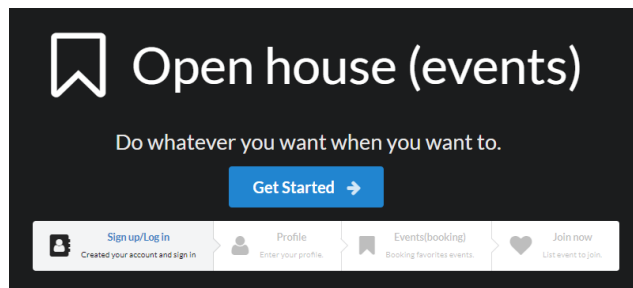 Open house (events)
Do whatever you want when you want to.
Get Started
Sign up/Log in
Created your account and sign in
Profile
Enter your profile.
Events(booking)
Booking favorites events.
Join now
List event to join.